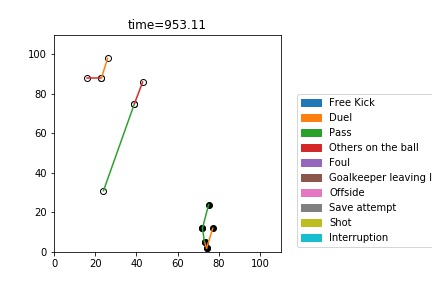 time=953.11
100
80
60
40
20
0
0 20 40 60 80 100
Free Kick
Duel
Pass
Others on the ball
Foul
Goalkeeper leaving l
Offside
Save attempt
Shot
Interruption